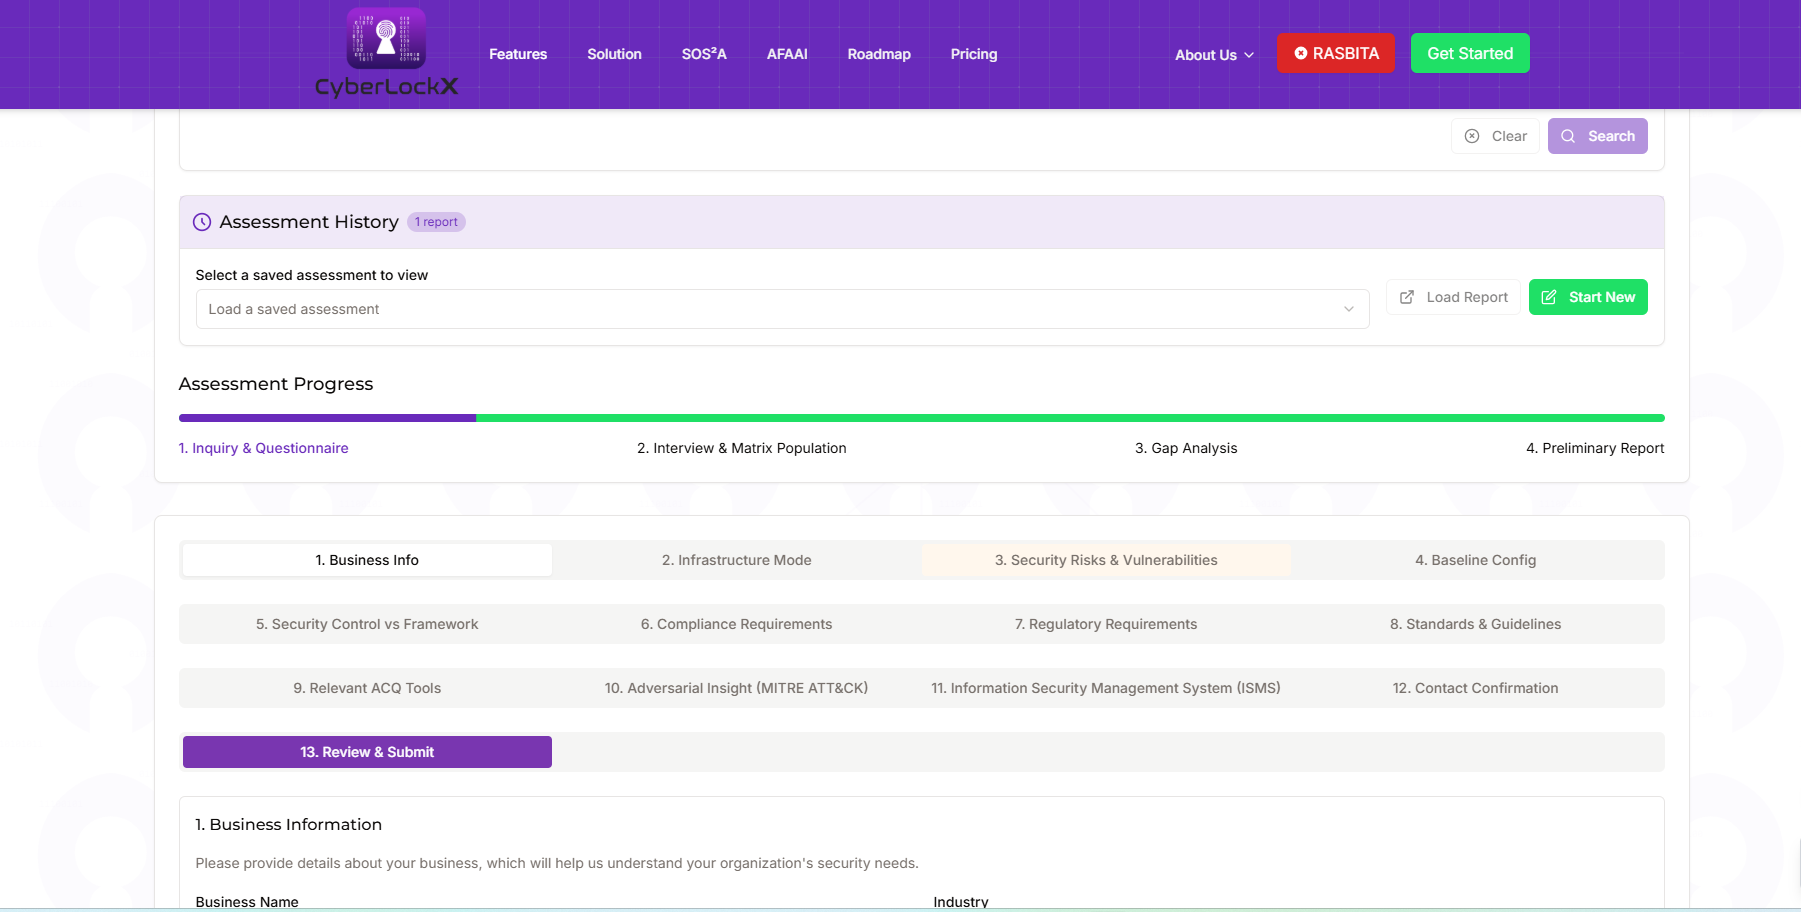 CyberLockX
Features
Solution
SOS²A
AFAAI
Roadmap
Pricing
About Us
RASBITA
Get Started
Clear
Search
Assessment History
1 report
Select a saved assessment to view
Load a saved assessment
Load Report
Start New
Assessment Progress
1. Inquiry & Questionnaire
2. Interview & Matrix Population
3. Gap Analysis
4. Preliminary Report
1. Business Info
2. Infrastructure Mode
3. Security Risks & Vulnerabilities
4. Baseline Config
5. Security Control vs Framework
6. Compliance Requirements
7. Regulatory Requirements
8. Standards & Guidelines
9. Relevant ACQ Tools
10. Adversarial Insight (MITRE ATT&CK)
11. Information Security Management System (ISMS)
12. Contact Confirmation
13. Review & Submit
1. Business Information
Please provide details about your business, which will help us understand your organization's security needs.
Business Name
Industry